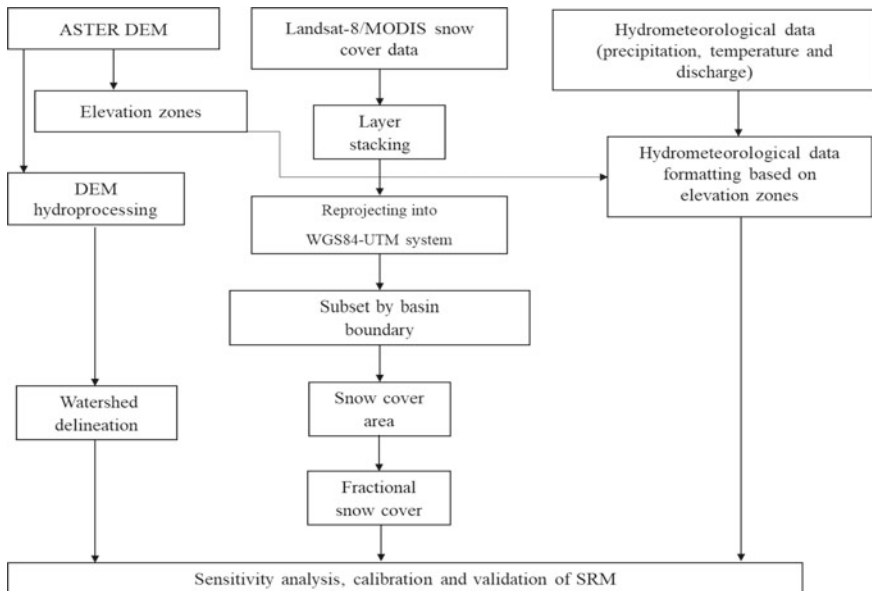 ASTER DEM
Landsat-8/MODIS snow
cover data
Hydrometeorological data
(precipitation, temperature and
discharge)
Elevation zones
Layer
stacking
Hydrometeorological data
formatting based on
elevation zones
DEM
hydroprocessing
Reprojecting into
WGS84-UTM system
Subset by basin
boundary
Watershed
delineation
Snow cover
area
Fractional
snow cover
Sensitivity analysis, calibration and validation of SRM